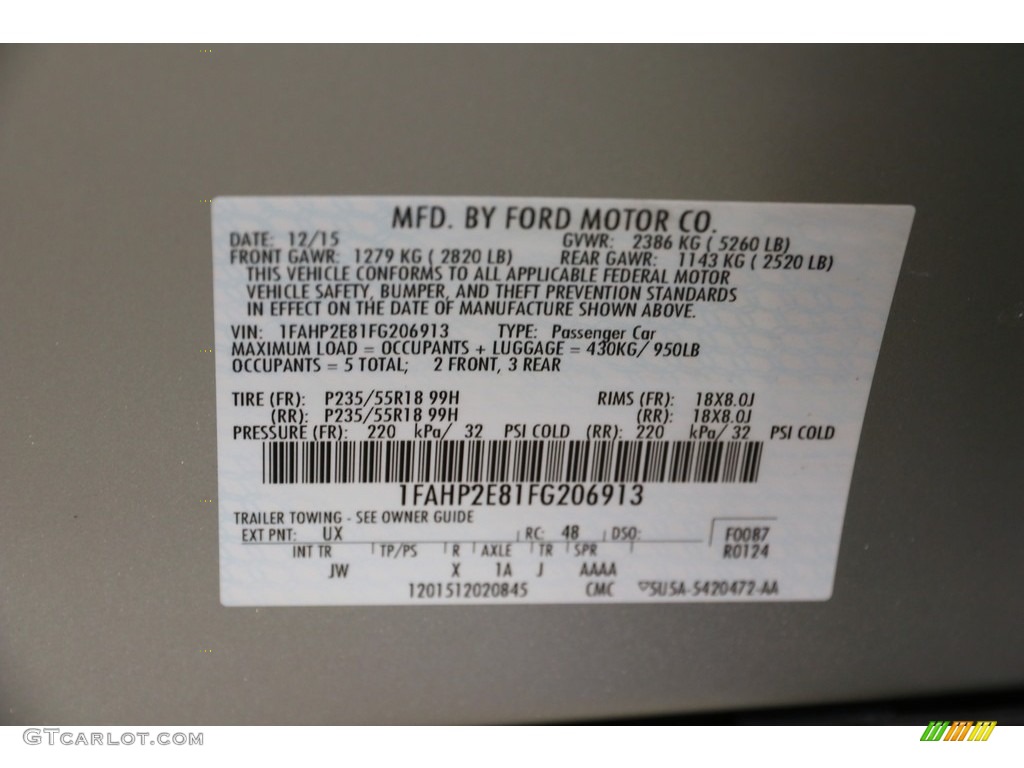 MFD. BY FORD MOTOR CO.
DATE: 12/15 GVWR: 2386 KG ( 5260 LB)
FRONT GAWR: 1279 KG ( 2820 LB) REAR GAWR: 1143 KG ( 2520 LB)
THIS VEHICLE CONFORMS TO ALL APPLICABLE FEDERAL MOTOR
VEHICLE SAFETY, BUMPER, AND THEFT PREVENTION STANDARDS
IN EFFECT ON THE DATE OF MANUFACTURE SHOWN ABOVE.
VIN: 1FAHP2E81FG206913 TYPE: Passenger Car
MAXIMUM LOAD = OCCUPANTS + LUGGAGE = 430KG/ 950LB
OCCUPANTS = 5 TOTAL; 2 FRONT, 3 REAR
TIRE (FR): P235/55R18 99H RIMS (FR): 18X8.0J
(RR): P235/55R18 99H (RR): 18X8.0J
PRESSURE (FR): 220 kPa/ 32 PSI COLD (RR): 220 kPa/ 32 PSI COLD
1FAHP2E81FG206913
TRAILER TOWING - SEE OWNER GUIDE
EXT PNT: UX RC: 48 DSO: F0087
INT TR TP/PS R AXLE TR SPR R0124
JW X 1A J AAAA
1201512020845 CMC ▽5U5A-5420472-AA
GTCarlot.com